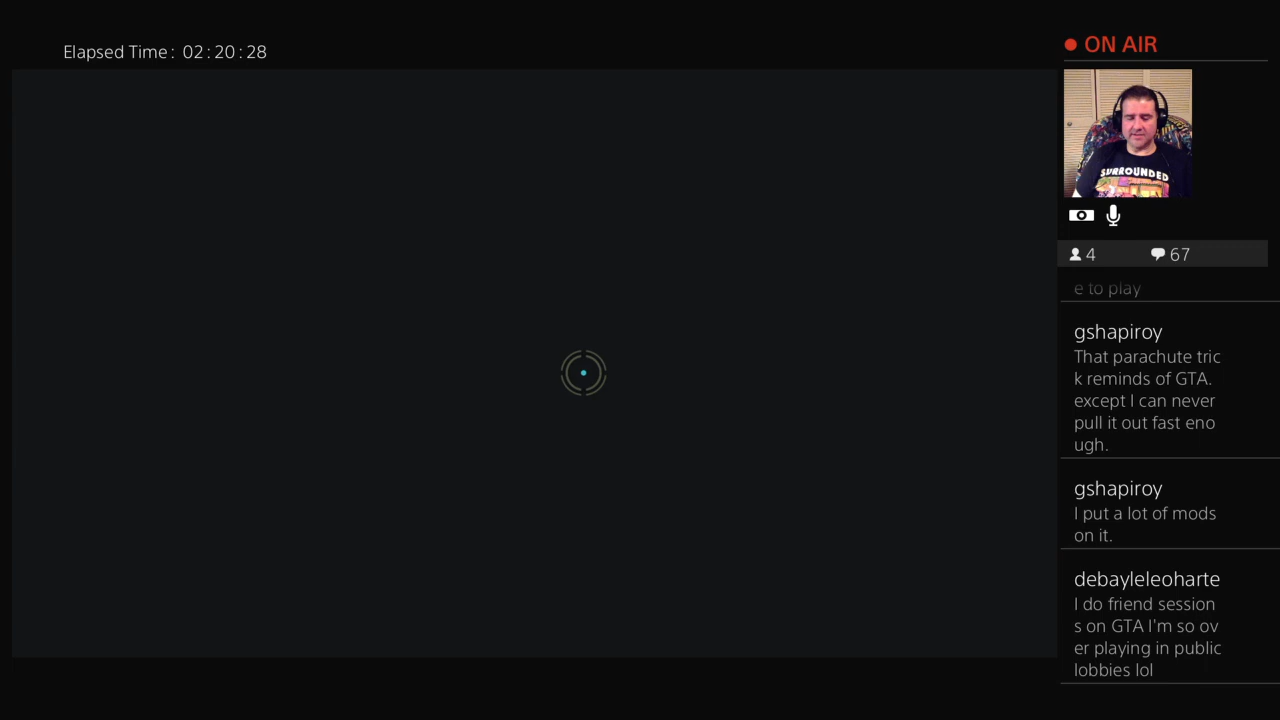 Elapsed Time: 02:20:28
ON AIR
SURROUNDED
4 67
e to play
gshapiroy
That parachute tric
k reminds of GTA.
except I can never
pull it out fast eno
ugh.
gshapiroy
I put a lot of mods
on it.
debayleleoharte
I do friend session
s on GTA I'm so ov
er playing in public
lobbies lol